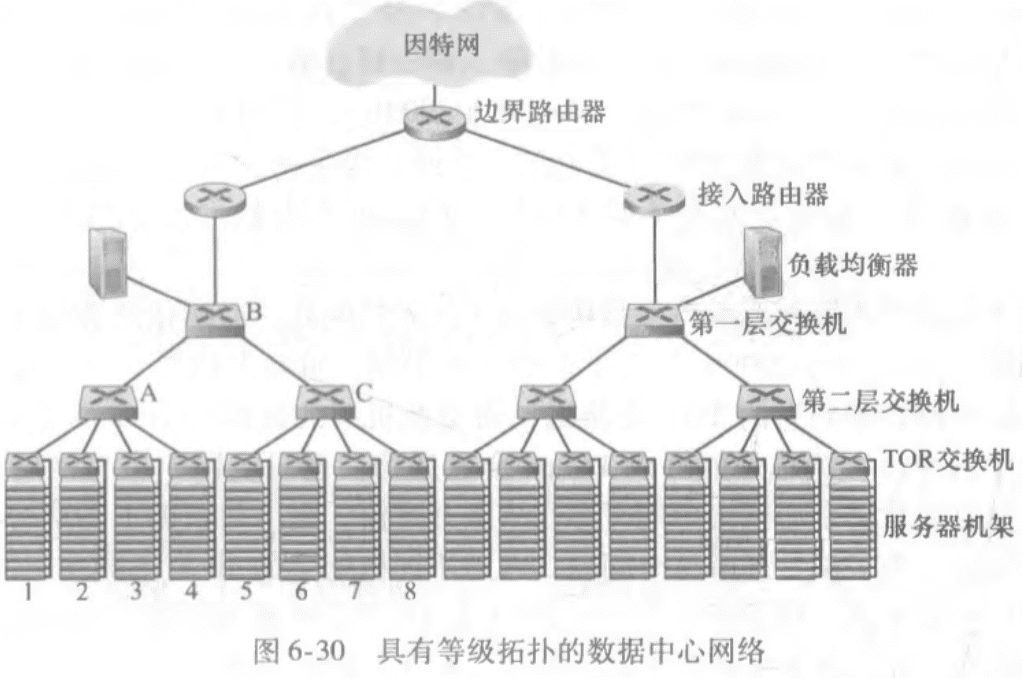 因特网
边界路由器
接入路由器
负载均衡器
B
第一层交换机
A
C
第二层交换机
TOR交换机
服务器机架
1 2 3 4 5 6 7 8
图 6-30 具有等级拓扑的数据中心网络